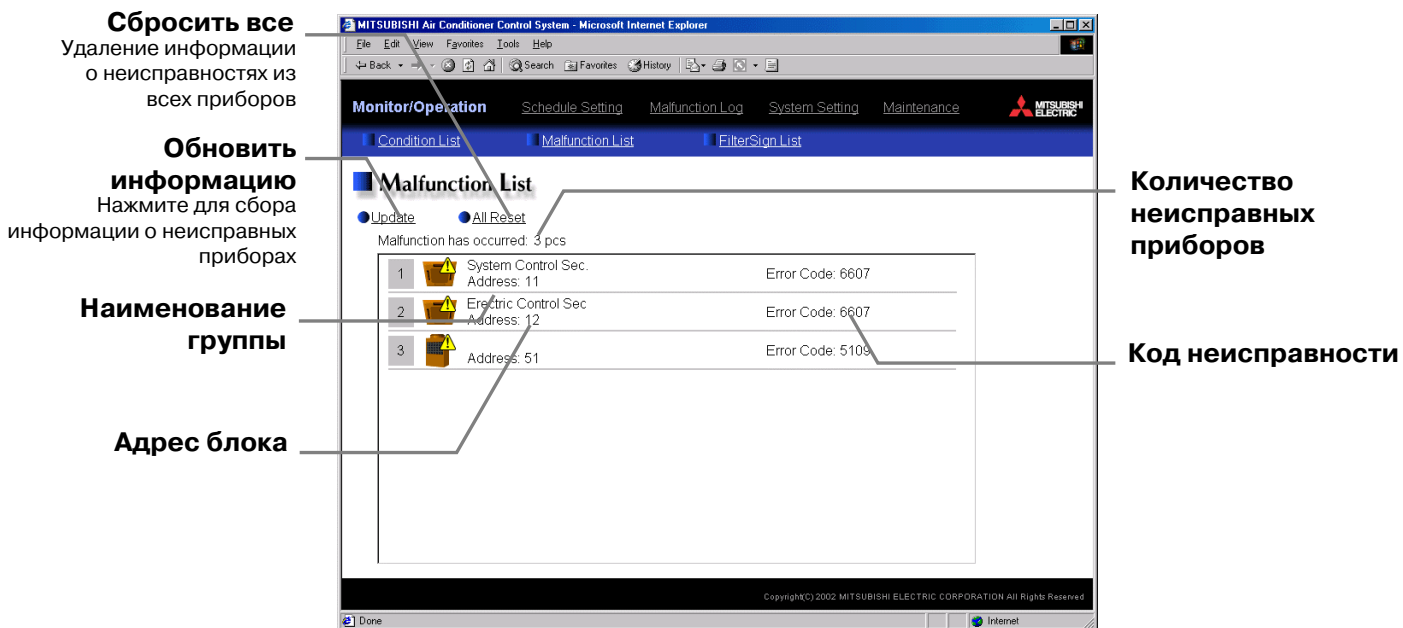 Сбросить все
Удаление информации
о неисправностях из
всех приборов
Обновить
информацию
Нажмите для сбора
информации о неисправных
приборах
Наименование
группы
Адрес блока
MITSUBISHI Air Conditioner Control System - Microsoft Internet Explorer
File Edit View Favorites Tools Help
Back Search Favorites History
Monitor/Operation Schedule Setting Malfunction Log System Setting Maintenance MITSUBISHI
ELECTRIC
Condition List Malfunction List FilterSign List
Malfunction List
Update All Reset
Malfunction has occurred: 3 pcs
1 System Control Sec. Error Code: 6607
Address: 11
2 Erectric Control Sec Error Code: 6607
Address: 12
3 Error Code: 5109
Address: 51
Copyright(C) 2002 MITSUBISHI ELECTRIC CORPORATION All Rights Reserved
Done Internet
Количество
неисправных
приборов
Код неисправности